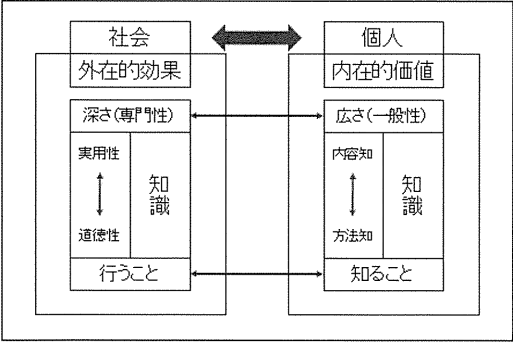 社会
外在的効果
深さ(専門性)
実用性
道徳性
知識
行うこと
個人
内在的価値
広さ(一般性)
内容知
方法知
知識
知ること